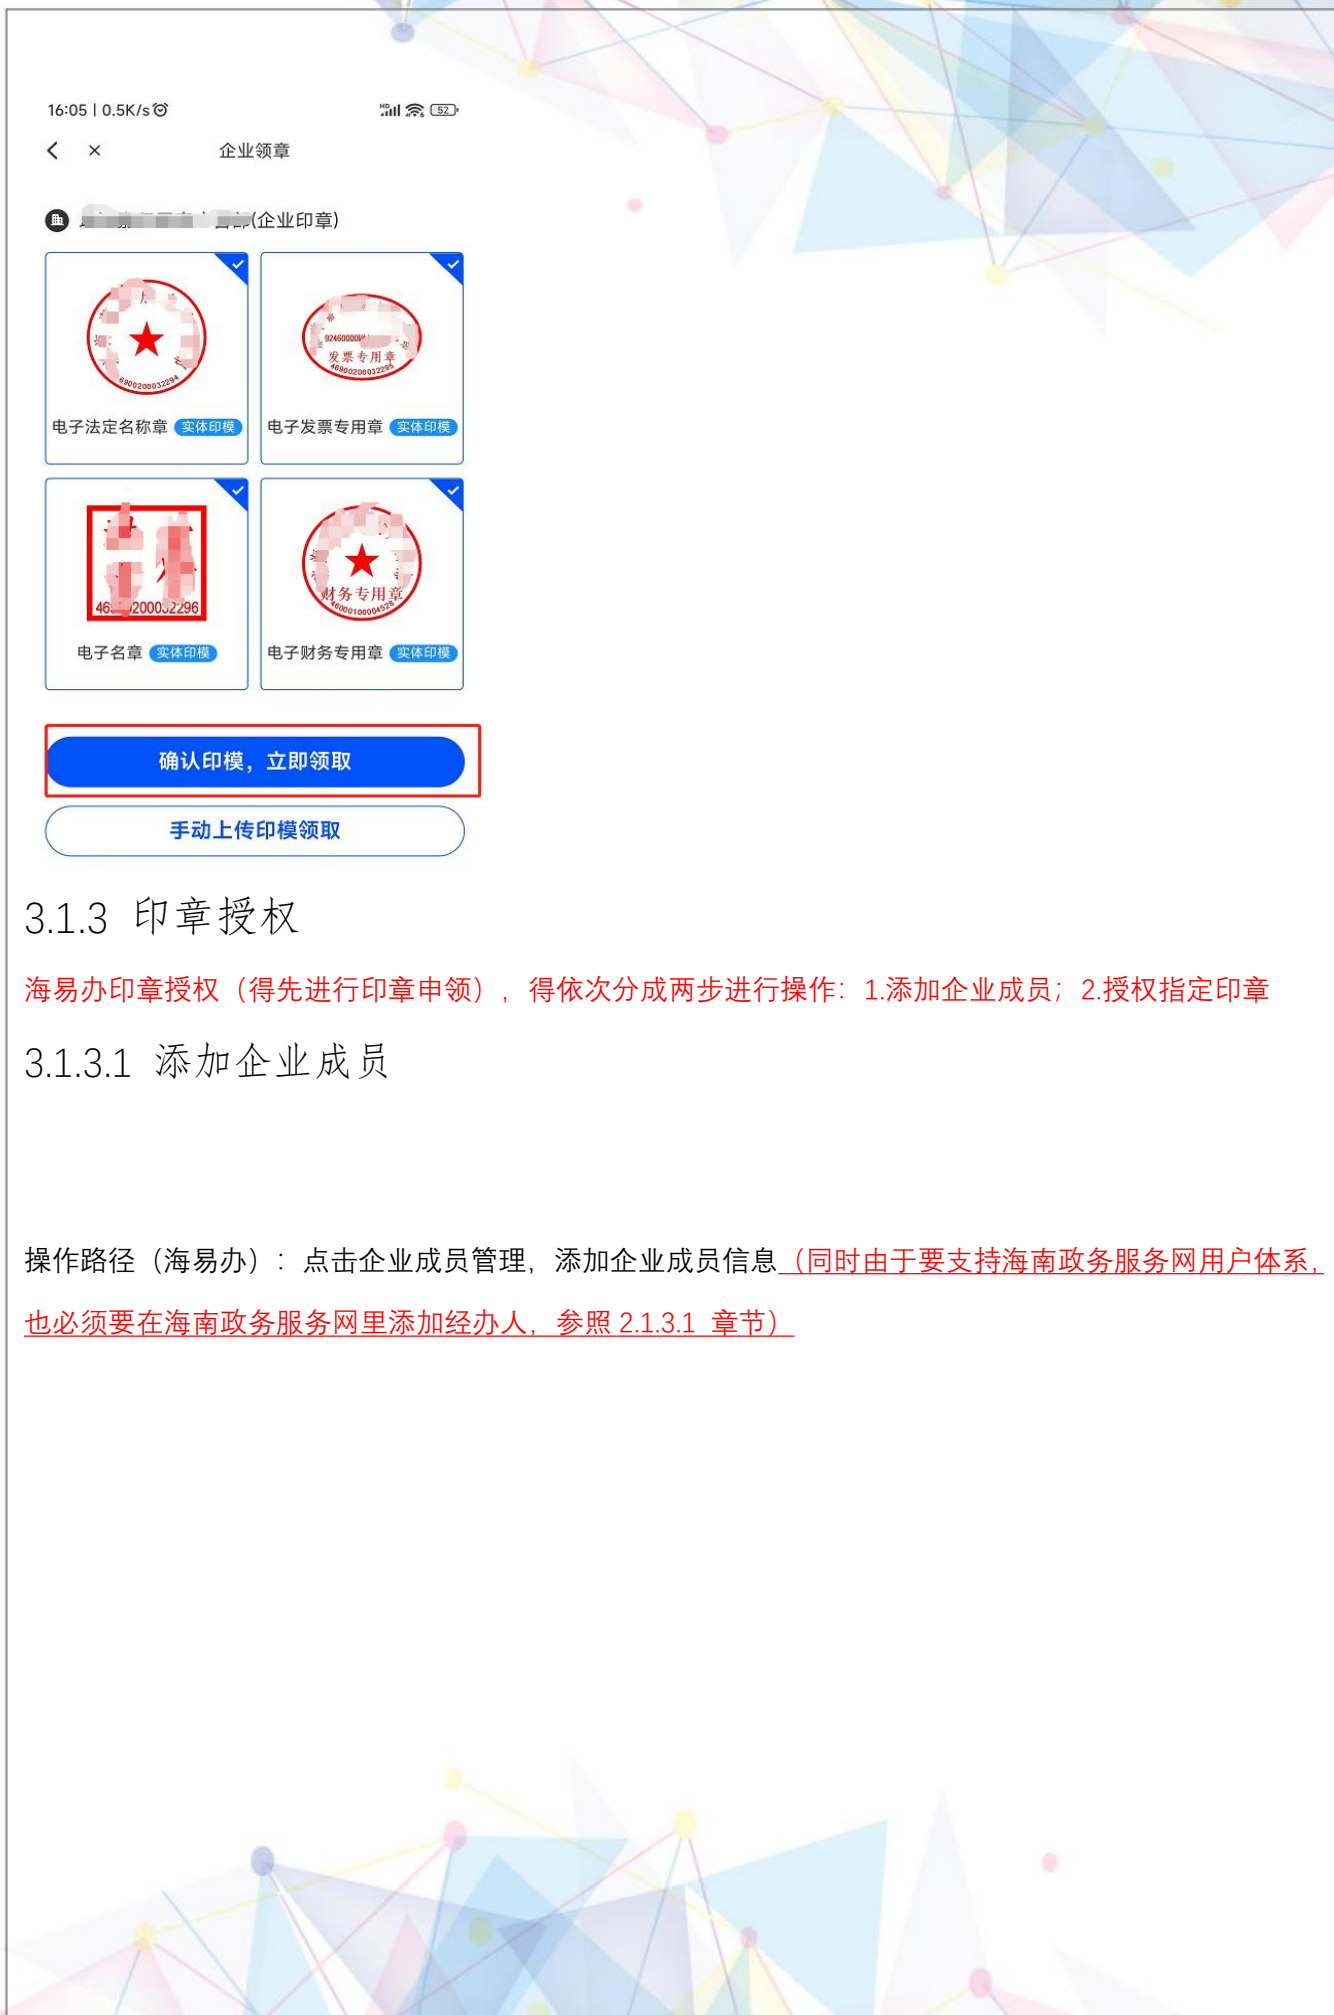 16:05 | 0.5K/s
HD 52
企业领章
(企业印章)
92460000
发票专用章
6900200032294
4690020003229
电子法定名称章 实体印模
电子发票专用章 实体印模
200032296
财务专用章
4600010000452
电子名章 实体印模
电子财务专用章 实体印模
确认印模，立即领取
手动上传印模领取
3.1.3 印章授权
海易办印章授权（得先进行印章申领），得依次分成两步进行操作：1.添加企业成员；2.授权指定印章
3.1.3.1 添加企业成员
操作路径（海易办）：点击企业成员管理，添加企业成员信息（同时由于要支持海南政务服务网用户体系，
也必须要在海南政务服务网里添加经办人，参照 2.1.3.1 章节）